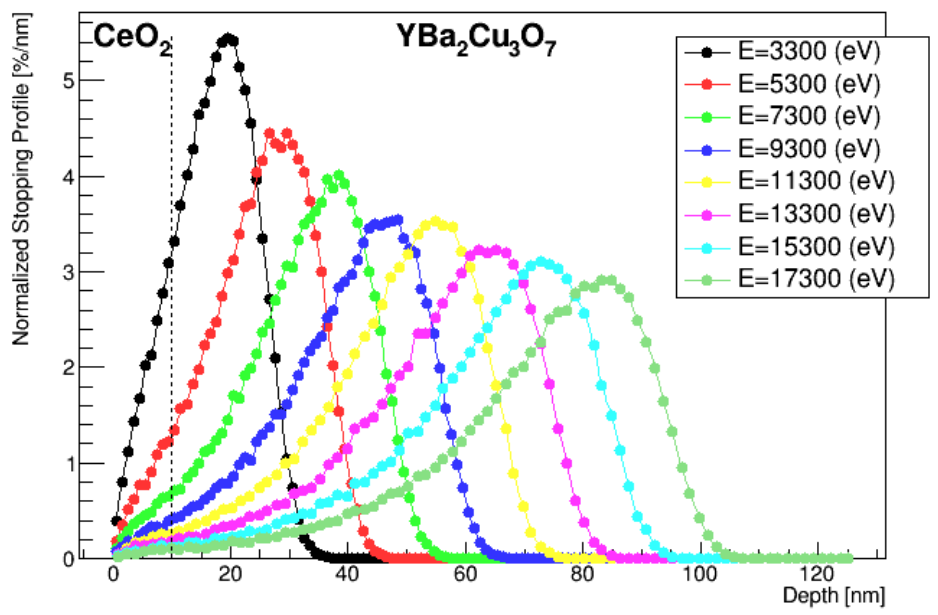 CeO₂
YBa₂Cu₃O₇
Normalized Stopping Profile [%/nm]
5
4
3
2
1
0
E=3300 (eV)
E=5300 (eV)
E=7300 (eV)
E=9300 (eV)
E=11300 (eV)
E=13300 (eV)
E=15300 (eV)
E=17300 (eV)
0 20 40 60 80 100 120
Depth [nm]